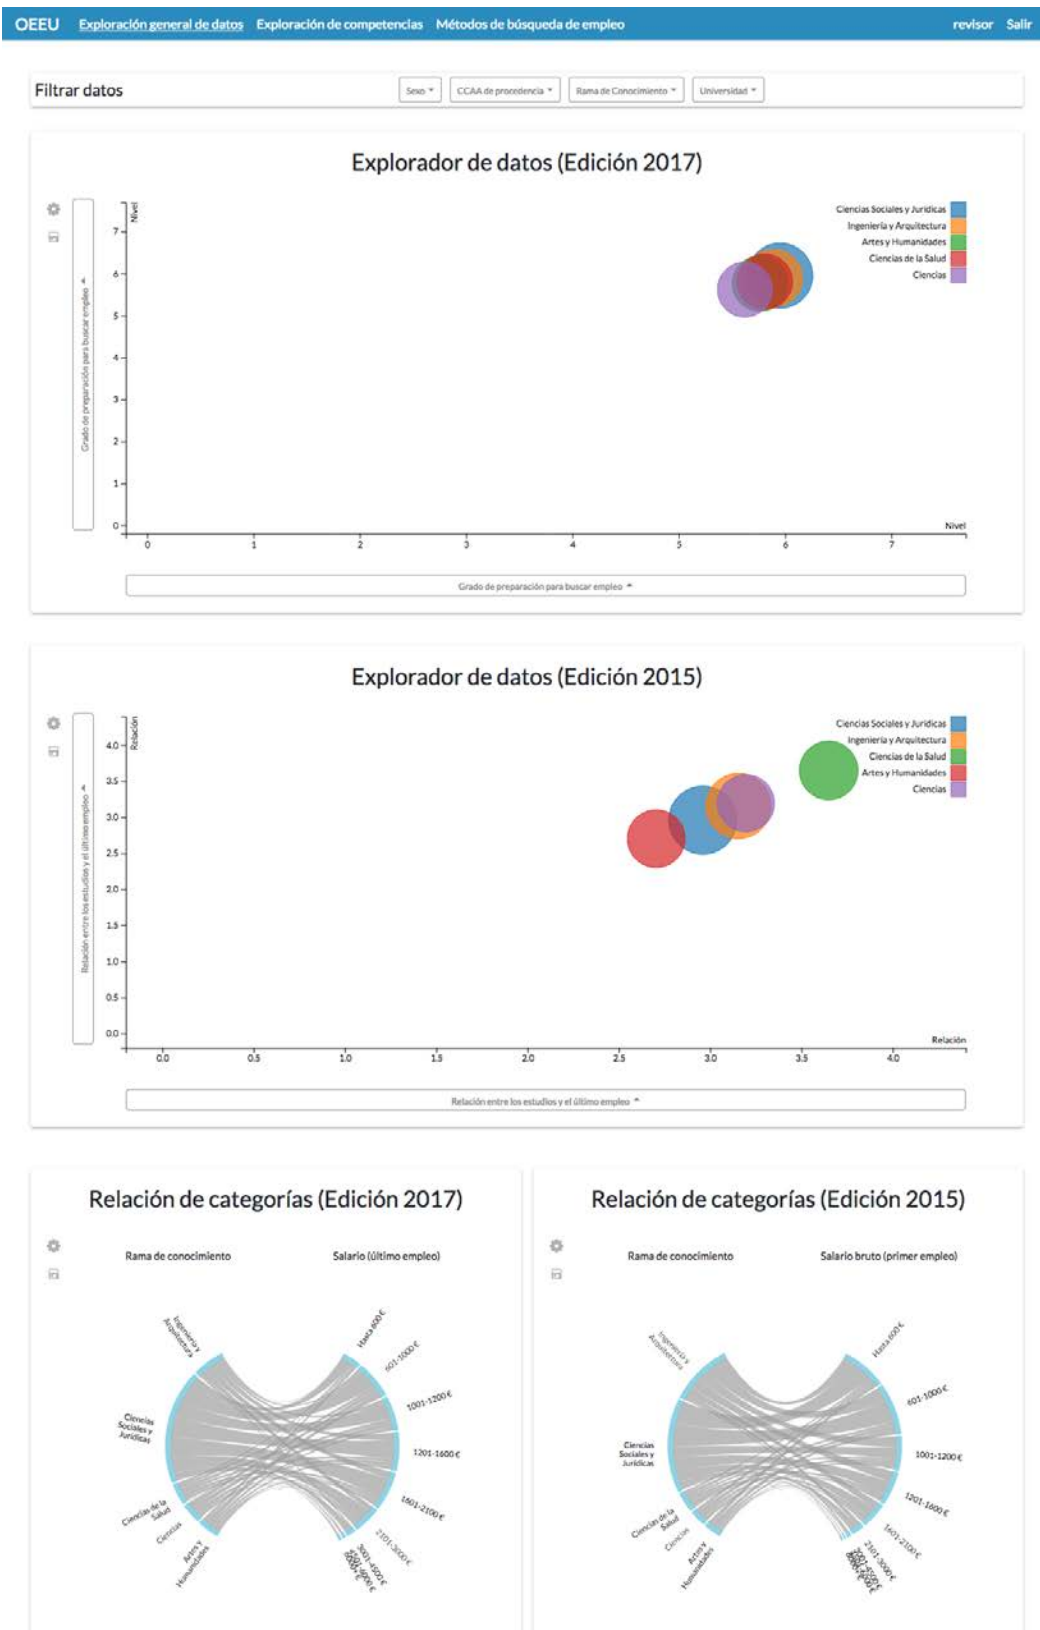 OEEU Exploración general de datos Exploración de competencias Métodos de búsqueda de empleo revisor Salir
Filtrar datos Sexo CCAA de procedencia Rama de Conocimiento Universidad
Explorador de datos (Edición 2017)
Nivel
Ciencias Sociales y Jurídicas
Ingeniería y Arquitectura
Artes y Humanidades
Ciencias de la Salud
Ciencias
Grado de preparación para buscar empleo
7
6
5
4
3
2
1
0
Nivel
0 1 2 3 4 5 6 7
Grado de preparación para buscar empleo
Explorador de datos (Edición 2015)
Relación
Ciencias Sociales y Jurídicas
Ingeniería y Arquitectura
Ciencias de la Salud
Artes y Humanidades
Ciencias
Relación entre los estudios y el último empleo
4.0
3.5
3.0
2.5
2.0
1.5
1.0
0.5
0.0
Relación
0.0 0.5 1.0 1.5 2.0 2.5 3.0 3.5 4.0
Relación entre los estudios y el último empleo
Relación de categorías (Edición 2017)
Rama de conocimiento Salario (último empleo)
Ingeniería y
Arquitectura
Ciencias
Sociales y
Jurídicas
Ciencias de la
Salud
Ciencias
Artes y
Humanidades
Hasta 600 €
601-1000 €
1001-1200 €
1201-1600 €
1601-2100 €
2101-3000 €
3001-4500 €
Relación de categorías (Edición 2015)
Rama de conocimiento Salario bruto (primer empleo)
Ingeniería y
Arquitectura
Ciencias
Sociales y
Jurídicas
Ciencias de la
Salud
Ciencias
Artes y
Humanidades
Hasta 600 €
601-1000 €
1001-1200 €
1201-1600 €
1601-2100 €
2101-3000 €